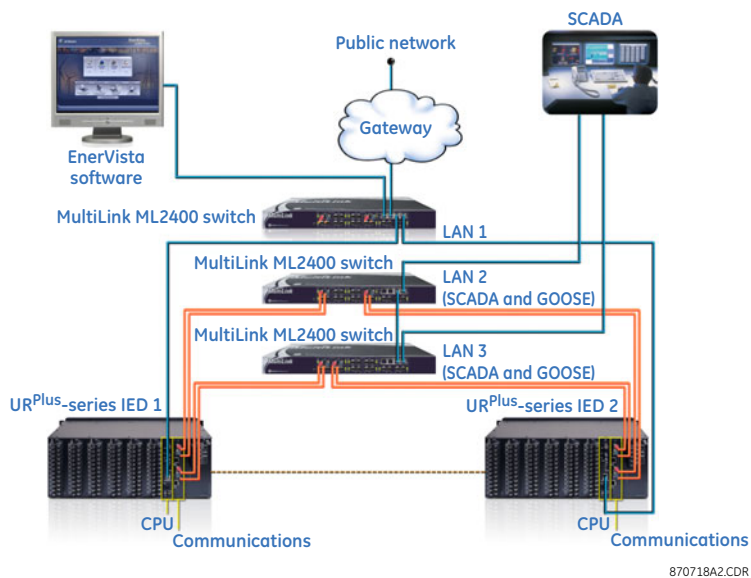 SCADA
Public network
Gateway
EnerVista
software
MultiLink ML2400 switch
LAN 1
MultiLink ML2400 switch
LAN 2
(SCADA and GOOSE)
MultiLink ML2400 switch
LAN 3
(SCADA and GOOSE)
URPlus-series IED 1
URPlus-series IED 2
CPU
Communications
CPU
Communications
870718A2.CDR